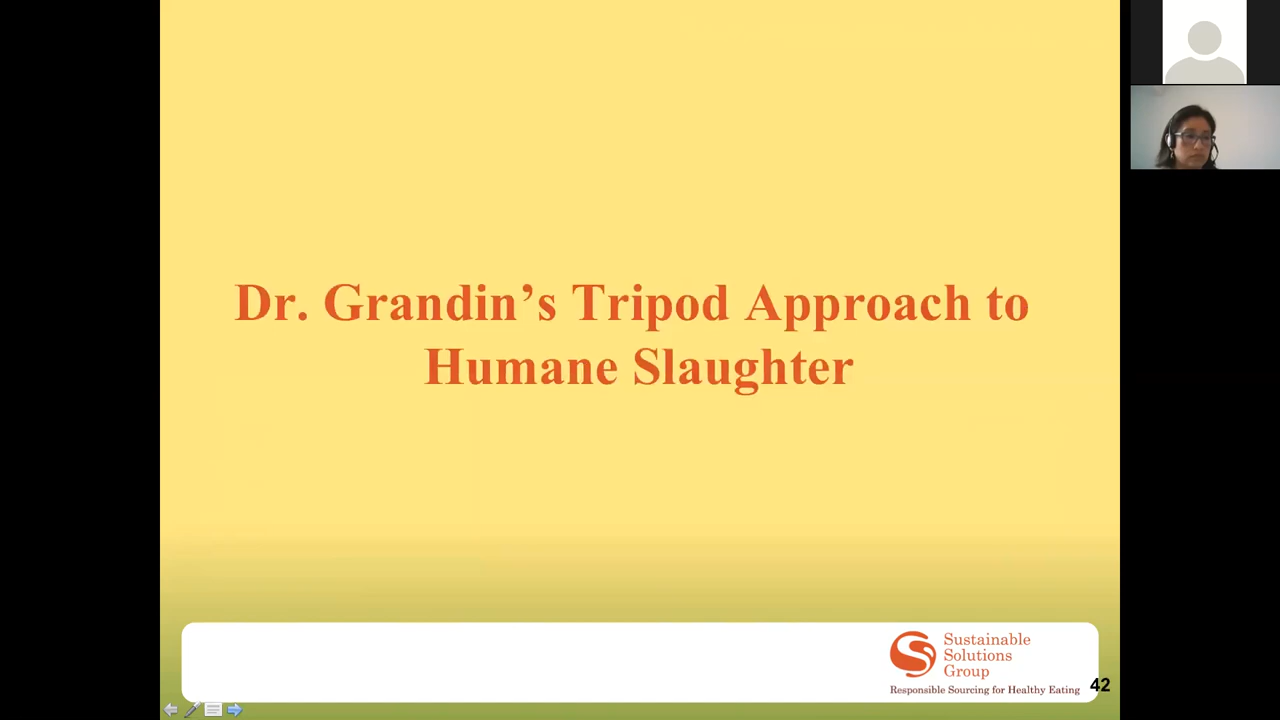 Dr. Grandin’s Tripod Approach to
Humane Slaughter
Sustainable
Solutions
Group
Responsible Sourcing for Healthy Eating
42